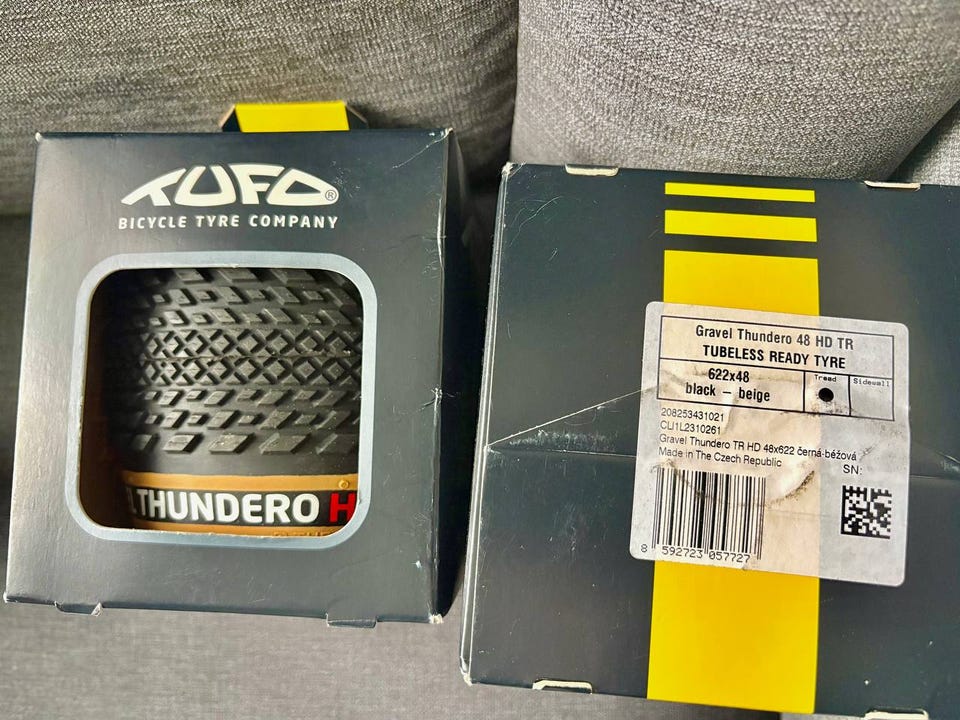 TUFO®
BICYCLE TYRE COMPANY
THUNDERO H
Gravel Thundero 48 HD TR
TUBELESS READY TYRE
622x48
black – beige
Tread
Sidewall
208253431021
CLI1L2310261
Gravel Thundero TR HD 48x622 černá-béžová
Made in The Czech Republic
SN:
8 592723 057727